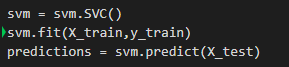 svm = svm.SVC()
svm.fit(X_train,y_train)
predictions = svm.predict(X_test)